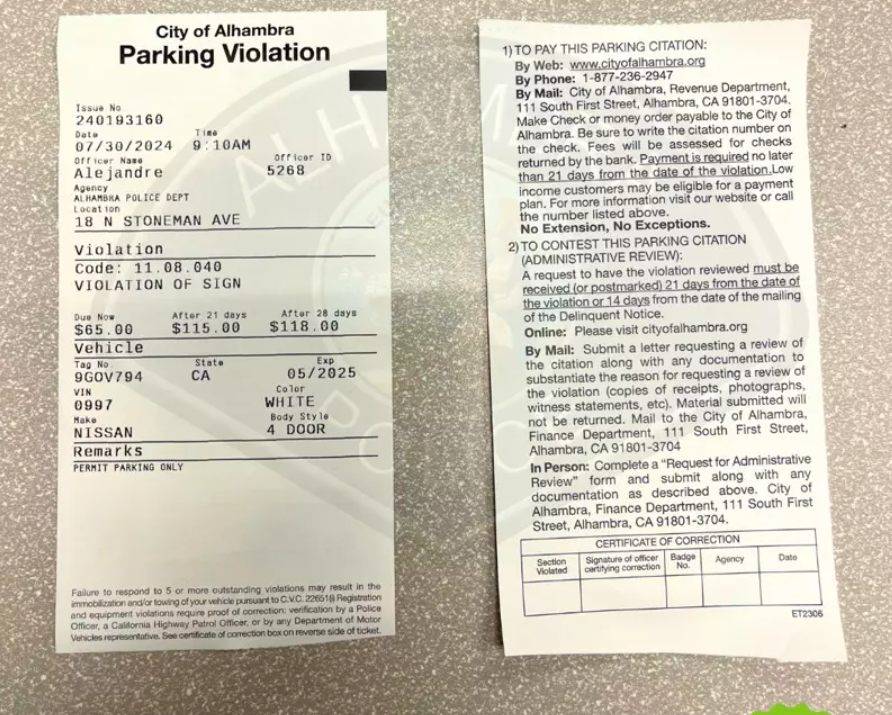 City of Alhambra
Parking Violation
Issue No
240193160
Date Time
07/30/2024 9:10AM
Officer Name Officer ID
Alejandre 5268
Agency
ALHAMBRA POLICE DEPT
Location
18 N STONEMAN AVE
Violation
Code: 11.08.040
VIOLATION OF SIGN
Due Now After 21 days After 28 days
$65.00 $115.00 $118.00
Vehicle
Tag No State Exp
9GOV794 CA 05/2025
VIN Color
0997 WHITE
Make Body Style
NISSAN 4 DOOR
Remarks
PERMIT PARKING ONLY
Failure to respond to 5 or more outstanding violations may result in the
immobilization and/or towing of your vehicle pursuant to C.V.C. 22651(i) Registration
and equipment violations require proof of correction: verification by a Police
Officer, a California Highway Patrol Officer, or by any Department of Motor
Vehicles representative. See certificate of correction box on reverse side of ticket.
1) TO PAY THIS PARKING CITATION:
By Web: www.cityofalhambra.org
By Phone: 1-877-236-2947
By Mail: City of Alhambra, Revenue Department,
111 South First Street, Alhambra, CA 91801-3704.
Make Check or money order payable to the City of
Alhambra. Be sure to write the citation number on
the check. Fees will be assessed for checks
returned by the bank. Payment is required no later
than 21 days from the date of the violation.Low
income customers may be eligible for a payment
plan. For more information visit our website or call
the number listed above.
No Extension, No Exceptions.
2) TO CONTEST THIS PARKING CITATION
(ADMINISTRATIVE REVIEW):
A request to have the violation reviewed must be
received (or postmarked) 21 days from the date of
the violation or 14 days from the date of the mailing
of the Delinquent Notice.
Online: Please visit cityofalhambra.org
By Mail: Submit a letter requesting a review of
the citation along with any documentation to
substantiate the reason for requesting a review of
the violation (copies of receipts, photographs,
witness statements, etc). Material submitted will
not be returned. Mail to the City of Alhambra,
Finance Department, 111 South First Street,
Alhambra, CA 91801-3704
In Person: Complete a "Request for Administrative
Review" form and submit along with any
documentation as described above. City of
Alhambra, Finance Department, 111 South First
Street, Alhambra, CA 91801-3704.
CERTIFICATE OF CORRECTION
Section Violated
Signature of officer certifying correction
Badge No.
Agency
Date
ET2306